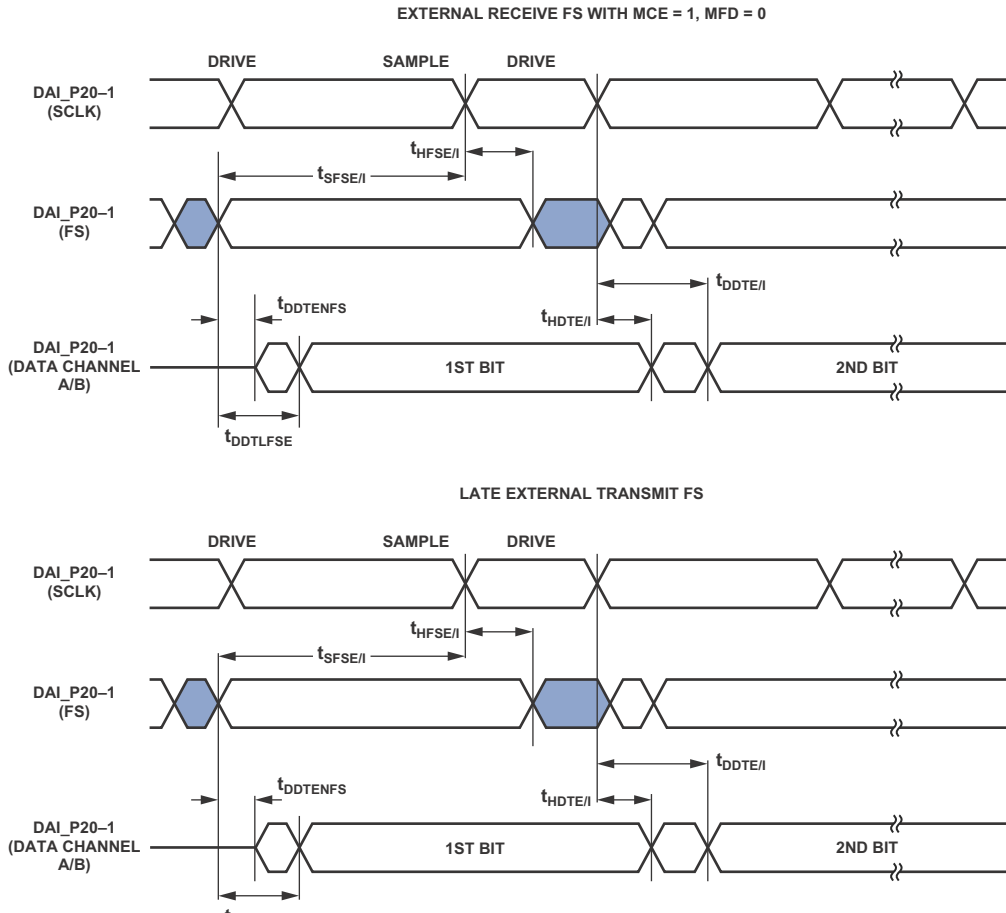 EXTERNAL RECEIVE FS WITH MCE = 1, MFD = 0
DRIVE SAMPLE DRIVE
DAI_P20–1
(SCLK)
tHFSE/I
tSFSE/I
DAI_P20–1
(FS)
tDDTE/I
tDDTENFS
tHDTE/I
DAI_P20–1
(DATA CHANNEL
A/B)
1ST BIT 2ND BIT
tDDTLFSE
LATE EXTERNAL TRANSMIT FS
DRIVE SAMPLE DRIVE
DAI_P20–1
(SCLK)
tHFSE/I
tSFSE/I
DAI_P20–1
(FS)
tDDTE/I
tDDTENFS
tHDTE/I
DAI_P20–1
(DATA CHANNEL
A/B)
1ST BIT 2ND BIT